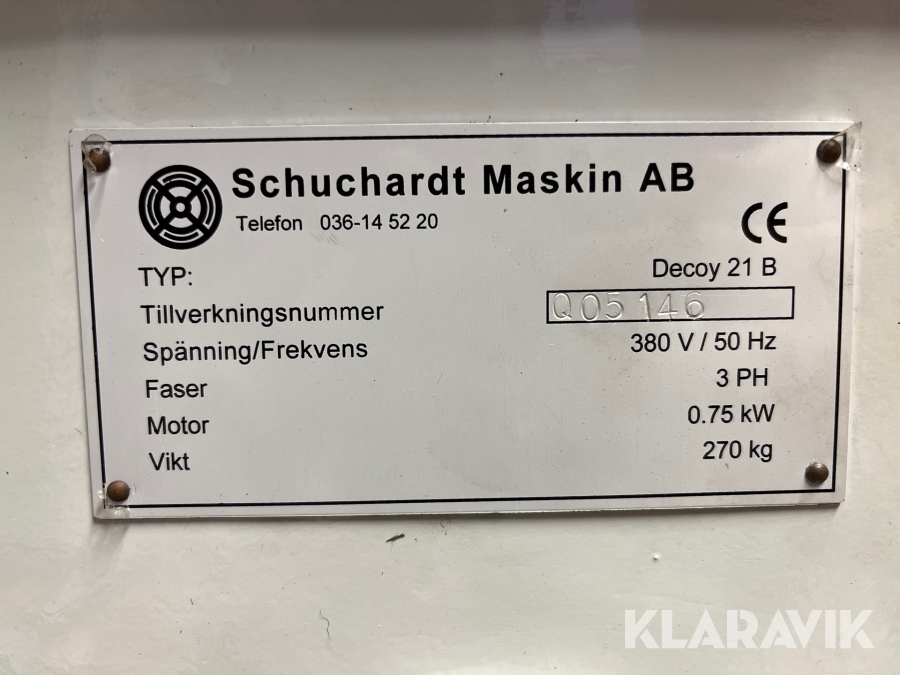 Schuchardt Maskin AB
Telefon 036-14 52 20
CE
TYP: Decoy 21 B
Tillverkningsnummer Q05146
Spänning/Frekvens 380 V / 50 Hz
Faser 3 PH
Motor 0.75 kW
Vikt 270 kg
KLARAVIK